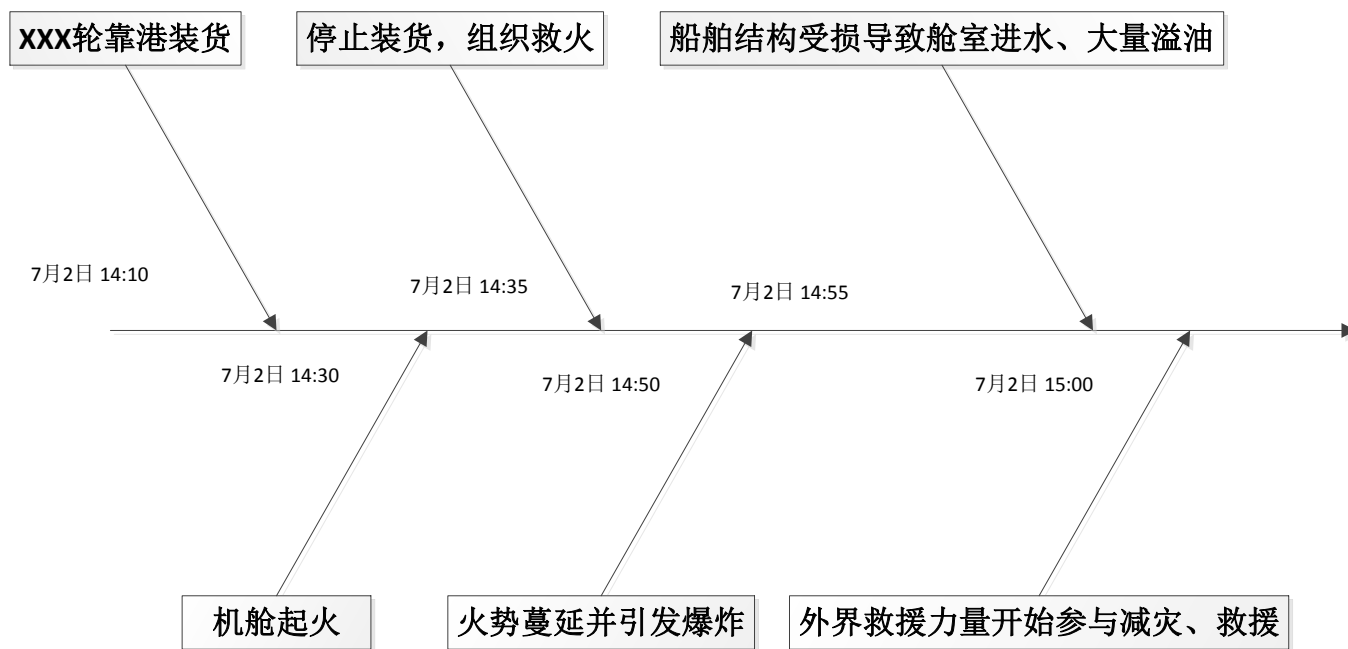 XXX轮靠港装货
停止装货，组织救火
船舶结构受损导致舱室进水、大量溢油
7月2日 14:10
7月2日 14:35
7月2日 14:55
7月2日 14:30
7月2日 14:50
7月2日 15:00
机舱起火
火势蔓延并引发爆炸
外界救援力量开始参与减灾、救援